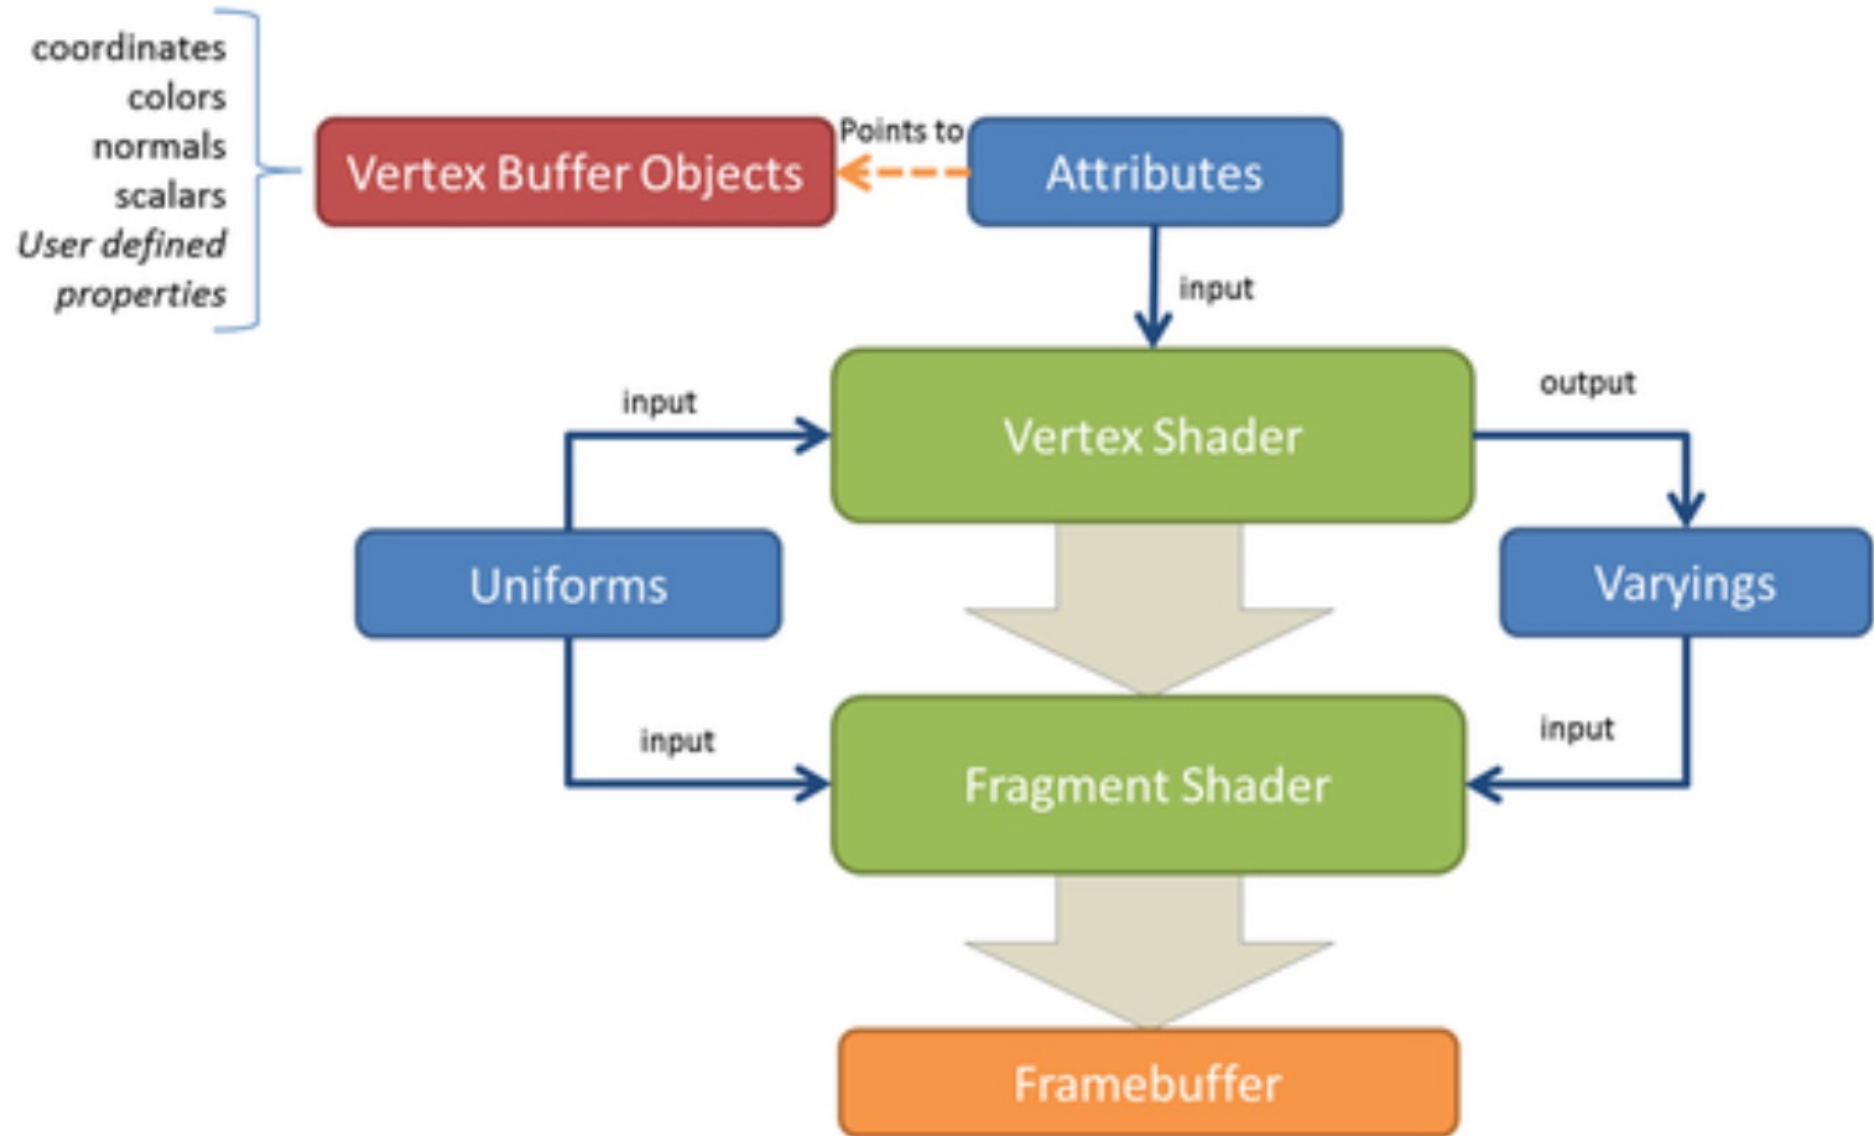 coordinates
colors
normals
scalars
User defined
properties
Vertex Buffer Objects
Points to
Attributes
input
input
Vertex Shader
output
Uniforms
Varyings
input
Fragment Shader
input
Framebuffer